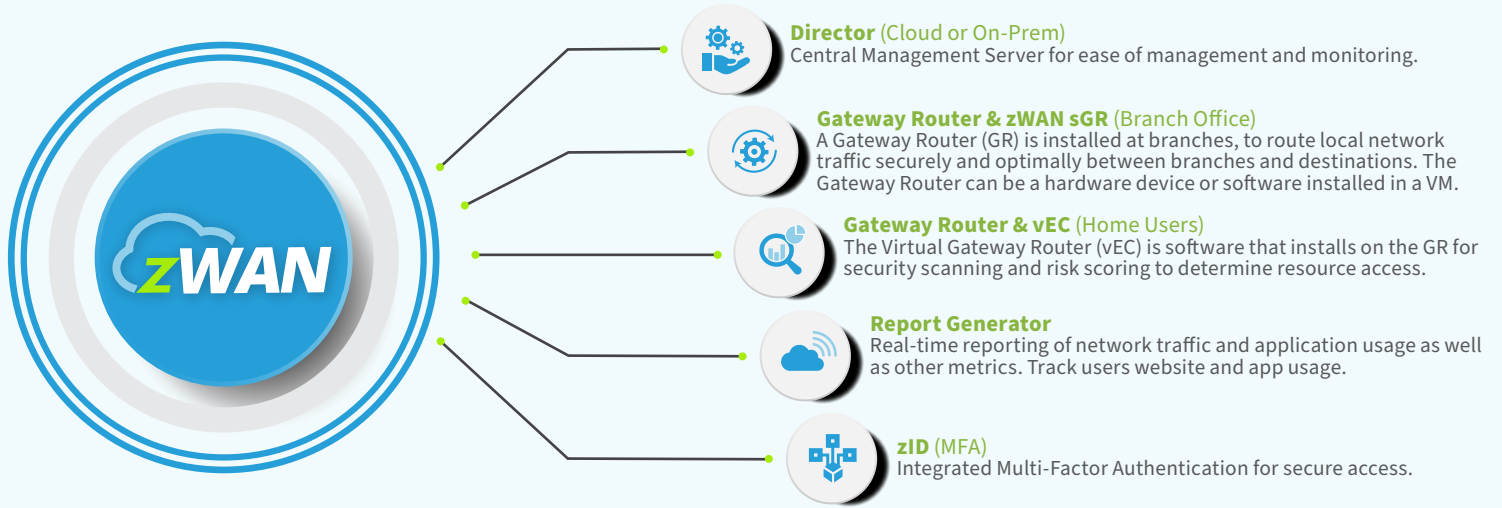 zWAN
Director (Cloud or On-Prem)
Central Management Server for ease of management and monitoring.
Gateway Router & zWAN sGR (Branch Office)
A Gateway Router (GR) is installed at branches, to route local network
traffic securely and optimally between branches and destinations. The
Gateway Router can be a hardware device or software installed in a VM.
Gateway Router & vEC (Home Users)
The Virtual Gateway Router (vEC) is software that installs on the GR for
security scanning and risk scoring to determine resource access.
Report Generator
Real-time reporting of network traffic and application usage as well
as other metrics. Track users website and app usage.
zID (MFA)
Integrated Multi-Factor Authentication for secure access.